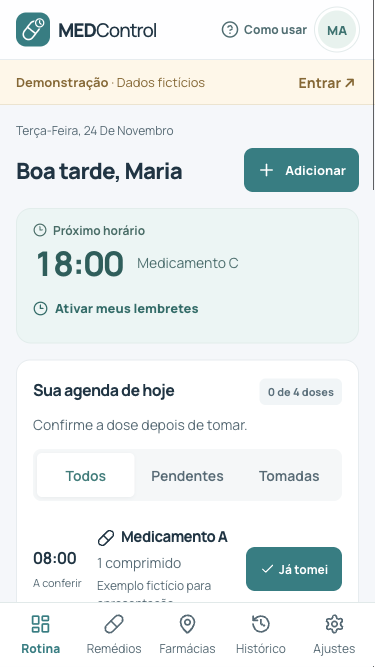 MEDControl
Como usar
MA
Demonstração · Dados fictícios
Entrar
Terça-Feira, 24 De Novembro
Boa tarde, Maria
Adicionar
Próximo horário
18:00 Medicamento C
Ativar meus lembretes
Sua agenda de hoje
0 de 4 doses
Confirme a dose depois de tomar.
Todos Pendentes Tomadas
Medicamento A
08:00
1 comprimido
Já tomei
A conferir
Exemplo fictício para
Rotina Remédios Farmácias Histórico Ajustes